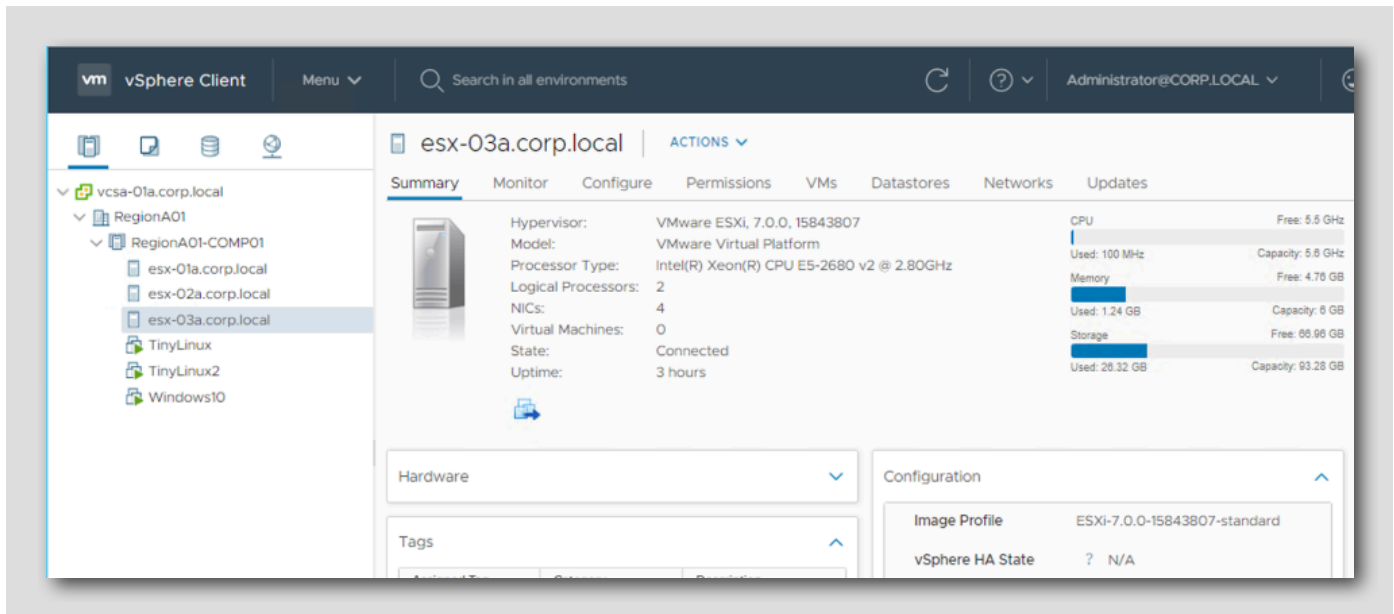 vm vSphere Client Menu Search in all environments Administrator@CORP.LOCAL
vcsa-01a.corp.local
RegionA01
RegionA01-COMP01
esx-01a.corp.local
esx-02a.corp.local
esx-03a.corp.local
TinyLinux
TinyLinux2
Windows10
esx-03a.corp.local ACTIONS
Summary Monitor Configure Permissions VMs Datastores Networks Updates
Hypervisor: VMware ESXi, 7.0.0, 15843807
Model: VMware Virtual Platform
Processor Type: Intel(R) Xeon(R) CPU E5-2680 v2 @ 2.80GHz
Logical Processors: 2
NICs: 4
Virtual Machines: 0
State: Connected
Uptime: 3 hours
CPU Free: 5.5 GHz
Used: 100 MHz Capacity: 5.6 GHz
Memory Free: 4.76 GB
Used: 1.24 GB Capacity: 6 GB
Storage Free: 66.96 GB
Used: 26.32 GB Capacity: 93.28 GB
Hardware
Tags
Configuration
Image Profile ESXi-7.0.0-15843807-standard
vSphere HA State ? N/A